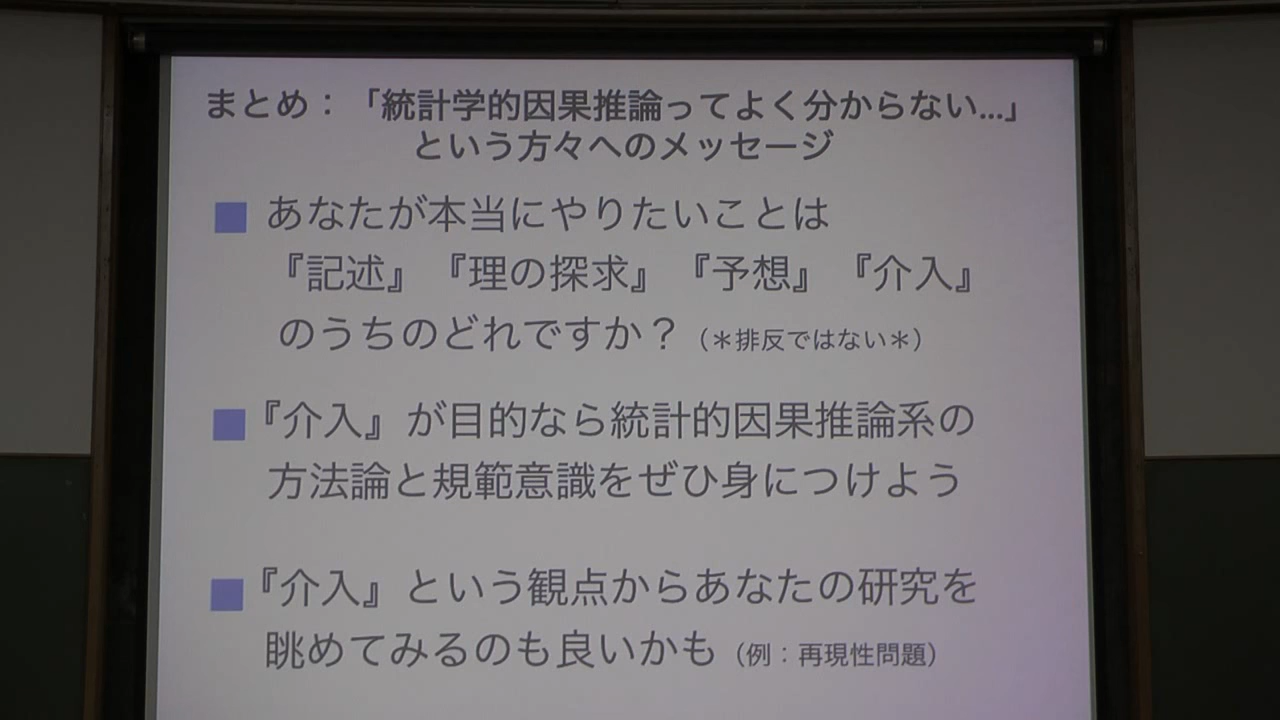 まとめ：「統計学的因果推論ってよく分からない...」
という方々へのメッセージ
■ あなたが本当にやりたいことは
『記述』『理の探求』『予想』『介入』
のうちのどれですか？（＊排反ではない＊）
■『介入』が目的なら統計的因果推論系の
方法論と規範意識をぜひ身につけよう
■『介入』という観点からあなたの研究を
眺めてみるのも良いかも（例：再現性問題）